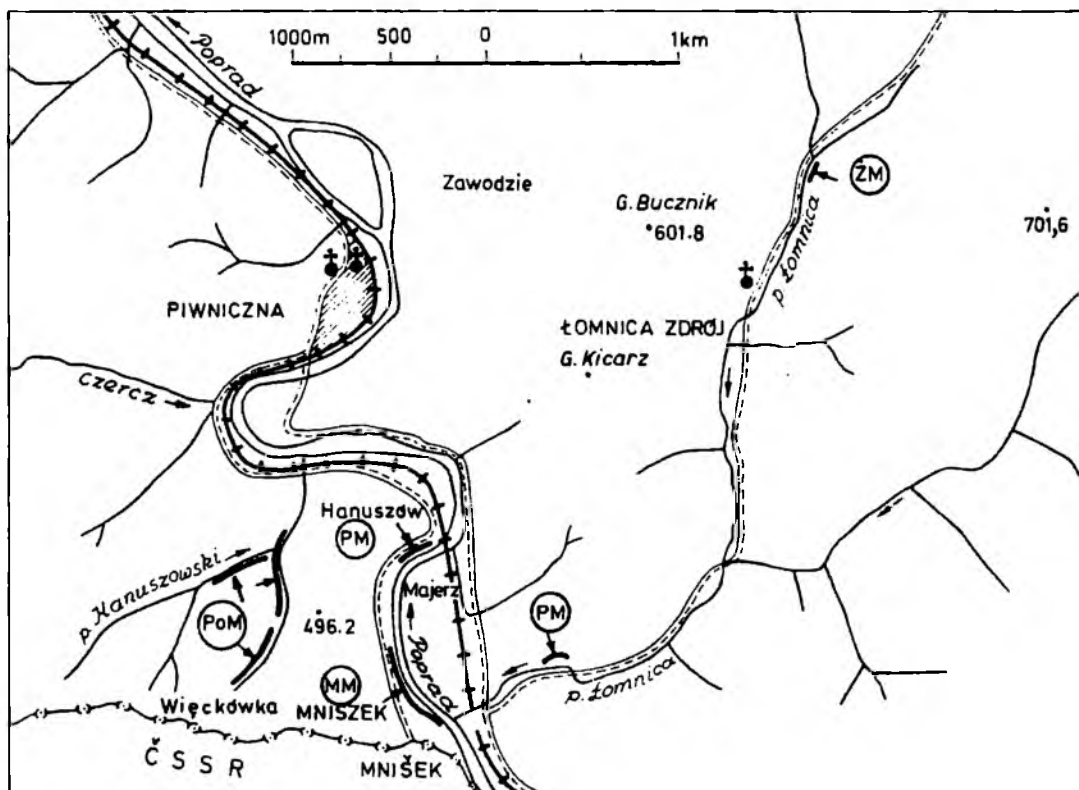 1000m 500 0 1km
← Poprad
Zawodzie
ŻM
G. Bucznik
601.8
701,6
p. Łomnica
PIWNICZNA
ŁOMNICA ZDRÓJ
G. Kicarz
Czercz →
Hanuszów
PM
p. Hanuszowski →
Majerz
PoM
PM
496.2
Poprad
MM
p. Łomnica
Więckówka
MNISZEK
ČSSR
MNIŠEK